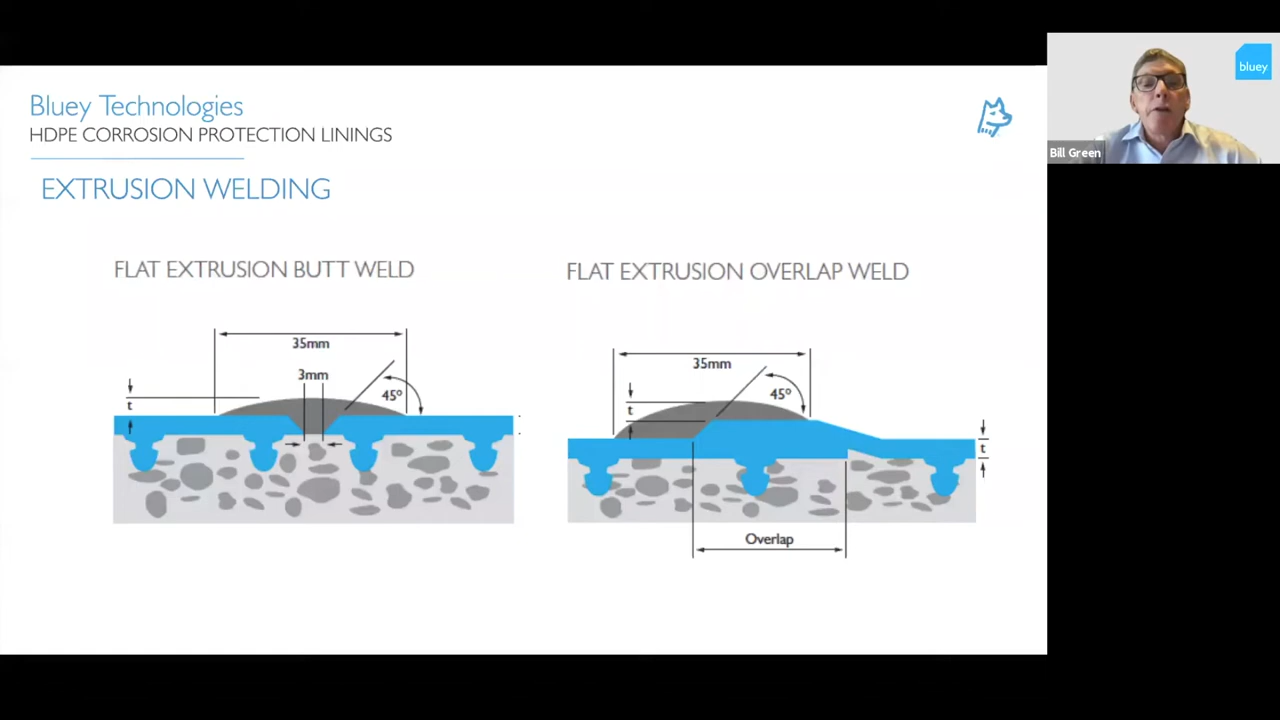 Bluey Technologies
HDPE CORROSION PROTECTION LININGS
EXTRUSION WELDING
bluey
Bill Green
FLAT EXTRUSION BUTT WELD
35mm
3mm
45°
t
FLAT EXTRUSION OVERLAP WELD
35mm
45°
t
t
Overlap